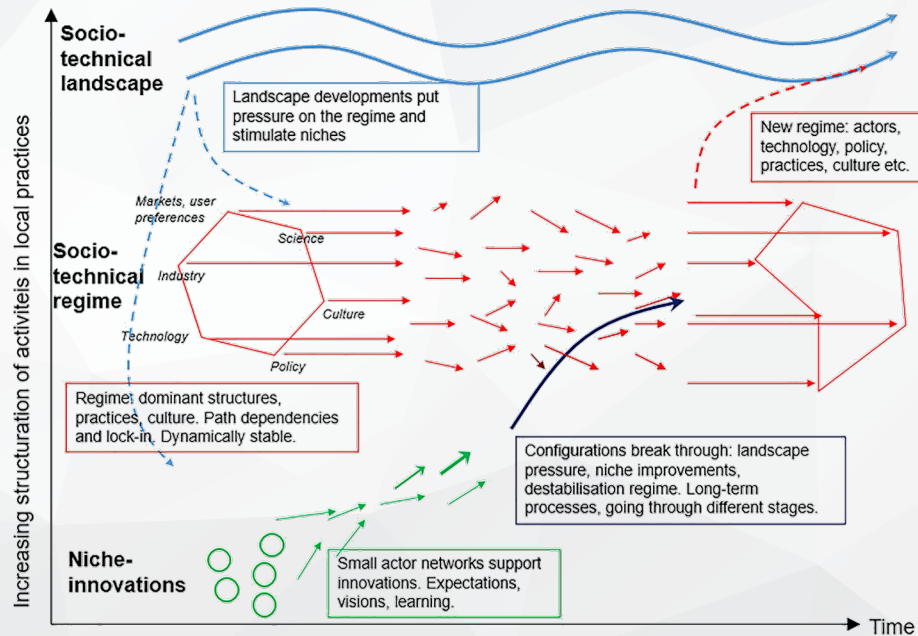 Socio-
technical
landscape
Landscape developments put
pressure on the regime and
stimulate niches
New regime: actors,
technology, policy,
practices, culture etc.
Increasing structuration of activiteis in local practices
Markets, user
preferences
Science
Socio-
technical
regime
Industry
Culture
Technology
Policy
Regime: dominant structures,
practices, culture. Path dependencies
and lock-in. Dynamically stable.
Configurations break through: landscape
pressure, niche improvements,
destabilisation regime. Long-term
processes, going through different stages.
Niche-
innovations
Small actor networks support
innovations. Expectations,
visions, learning.
Time